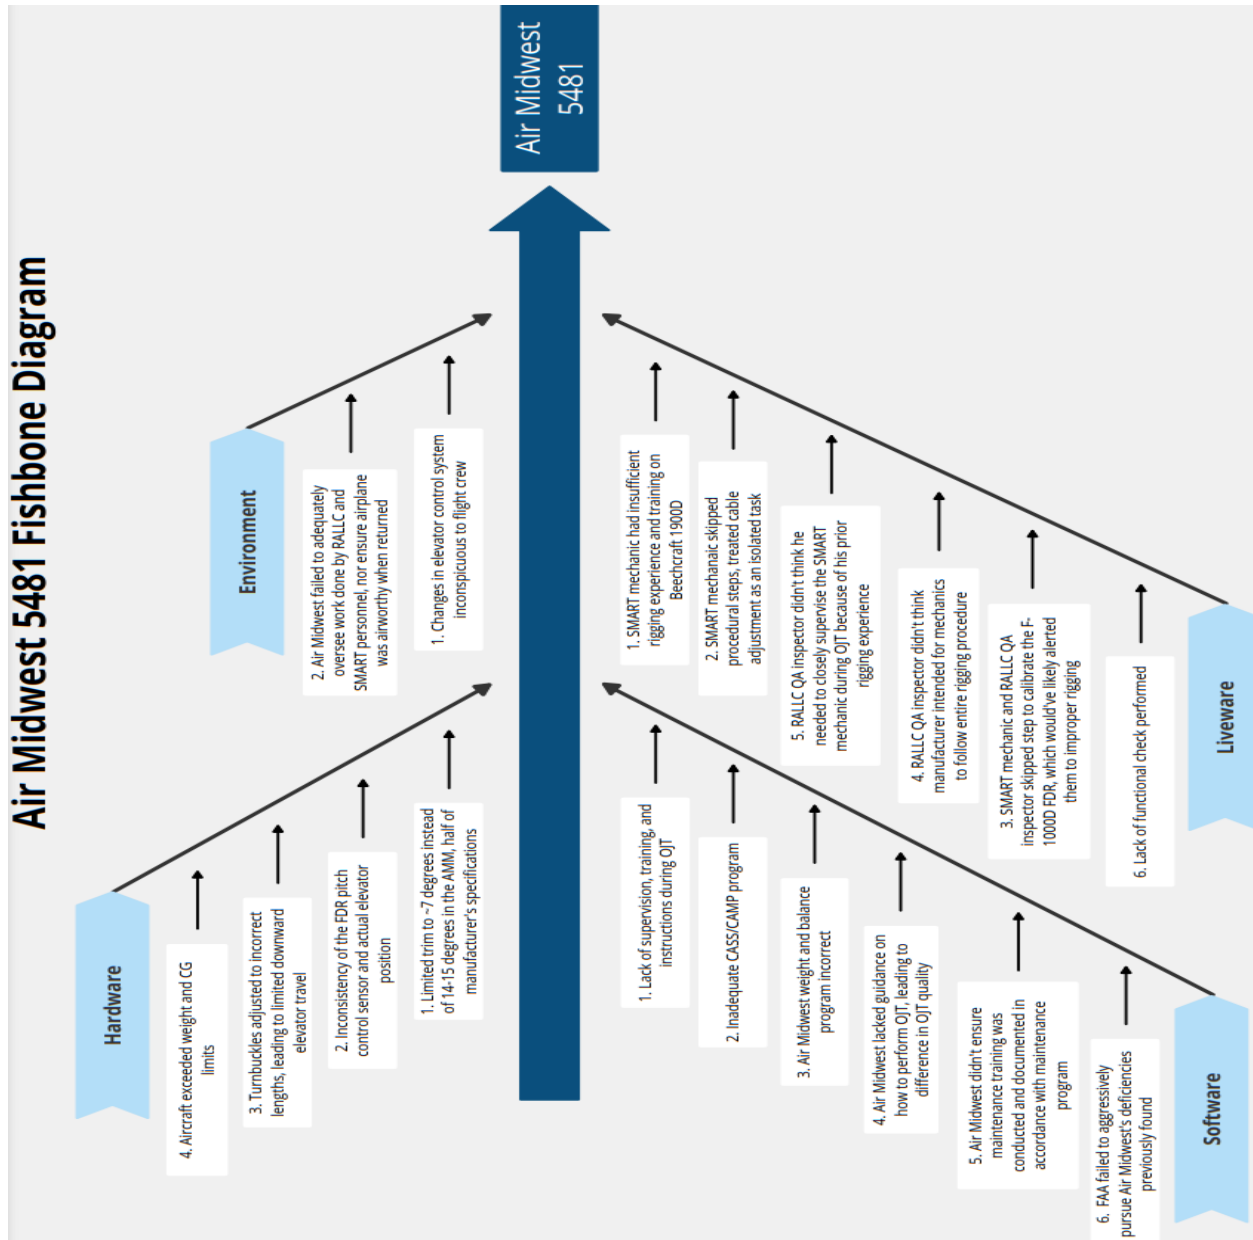 Air Midwest 5481 Fishbone Diagram
Hardware
4. Aircraft exceeded weight and CG
limits
3. Turnbuckles adjusted to incorrect
lengths, leading to limited downward
elevator travel
2. Inconsistency of the FDR pitch
control sensor and actual elevator
position
1. Limited trim to ~7 degrees instead
of 14-15 degrees in the AMM, half of
manufacturer's specifications
Environment
2. Air Midwest failed to adequately
oversee work done by RALLC and
SMART personnel, nor ensure airplane
was airworthy when returned
1. Changes in elevator control system
inconspicuous to flight crew
Air Midwest
5481
1. Lack of supervision, training, and
instructions during OJT
2. Inadequate CASS/CAMP program
3. Air Midwest weight and balance
program incorrect
4. Air Midwest lacked guidance on
how to perform OJT, leading to
difference in OJT quality
5. Air Midwest didn't ensure
maintenance training was
conducted and documented in
accordance with maintenance
program
6. FAA failed to aggressively
pursue Air Midwest's deficiencies
previously found
Software
1. SMART mechanic had insufficient
rigging experience and training on
Beechcraft 1900D
2. SMART mechanaic skipped
procedural steps, treated cable
adjustment as an isolated task
5. RALLC QA inspector didn't think he
needed to closely supervise the SMART
mechanic during OJT because of his prior
rigging experience
4. RALLC QA inspector didn't think
manufacturer intended for mechanics
to follow entire rigging procedure
3. SMART mechanic and RALLC QA
inspector skipped step to calibrate the F-
1000D FDR, which would've likely alerted
them to improper rigging
6. Lack of functional check performed
Liveware